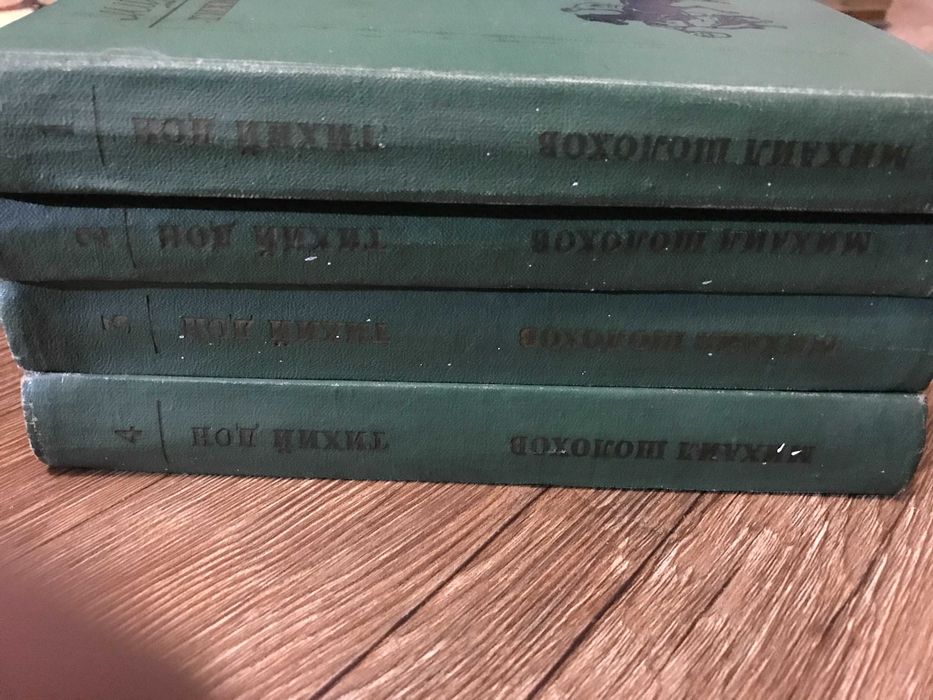 МИХАИЛ ШОЛОХОВ ТИХИЙ ДОН 1
МИХАИЛ ШОЛОХОВ ТИХИЙ ДОН 2
МИХАИЛ ШОЛОХОВ ТИХИЙ ДОН 3
МИХАИЛ ШОЛОХОВ ТИХИЙ ДОН 4